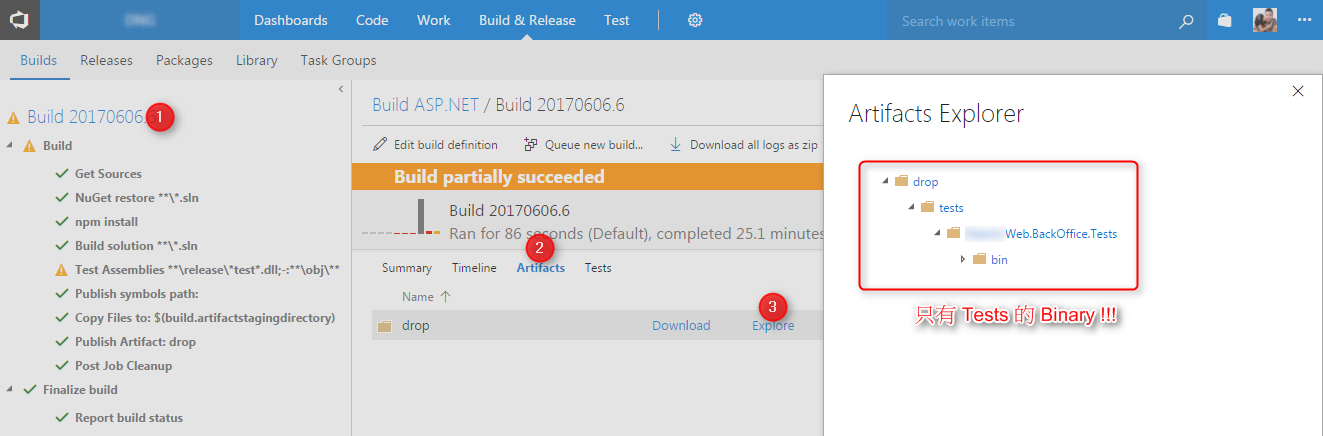 Dashboards Code Work Build & Release Test Search work items
Builds Releases Packages Library Task Groups
Build 20170606. 1
Build
Get Sources
NuGet restore **\*.sln
npm install
Build solution **\*.sln
Test Assemblies **\release\*test*.dll;-:**\obj\**
Publish symbols path:
Copy Files to: $(build.artifactstagingdirectory)
Publish Artifact: drop
Post Job Cleanup
Finalize build
Report build status
Build ASP.NET / Build 20170606.6
Edit build definition Queue new build... Download all logs as zip
Build partially succeeded
Build 20170606.6
Ran for 86 seconds (Default), completed 25.1 minutes
2
Summary Timeline Artifacts Tests
Name
3
drop Download Explore
Artifacts Explorer
drop
tests
Web.BackOffice.Tests
bin
只有 Tests 的 Binary !!!